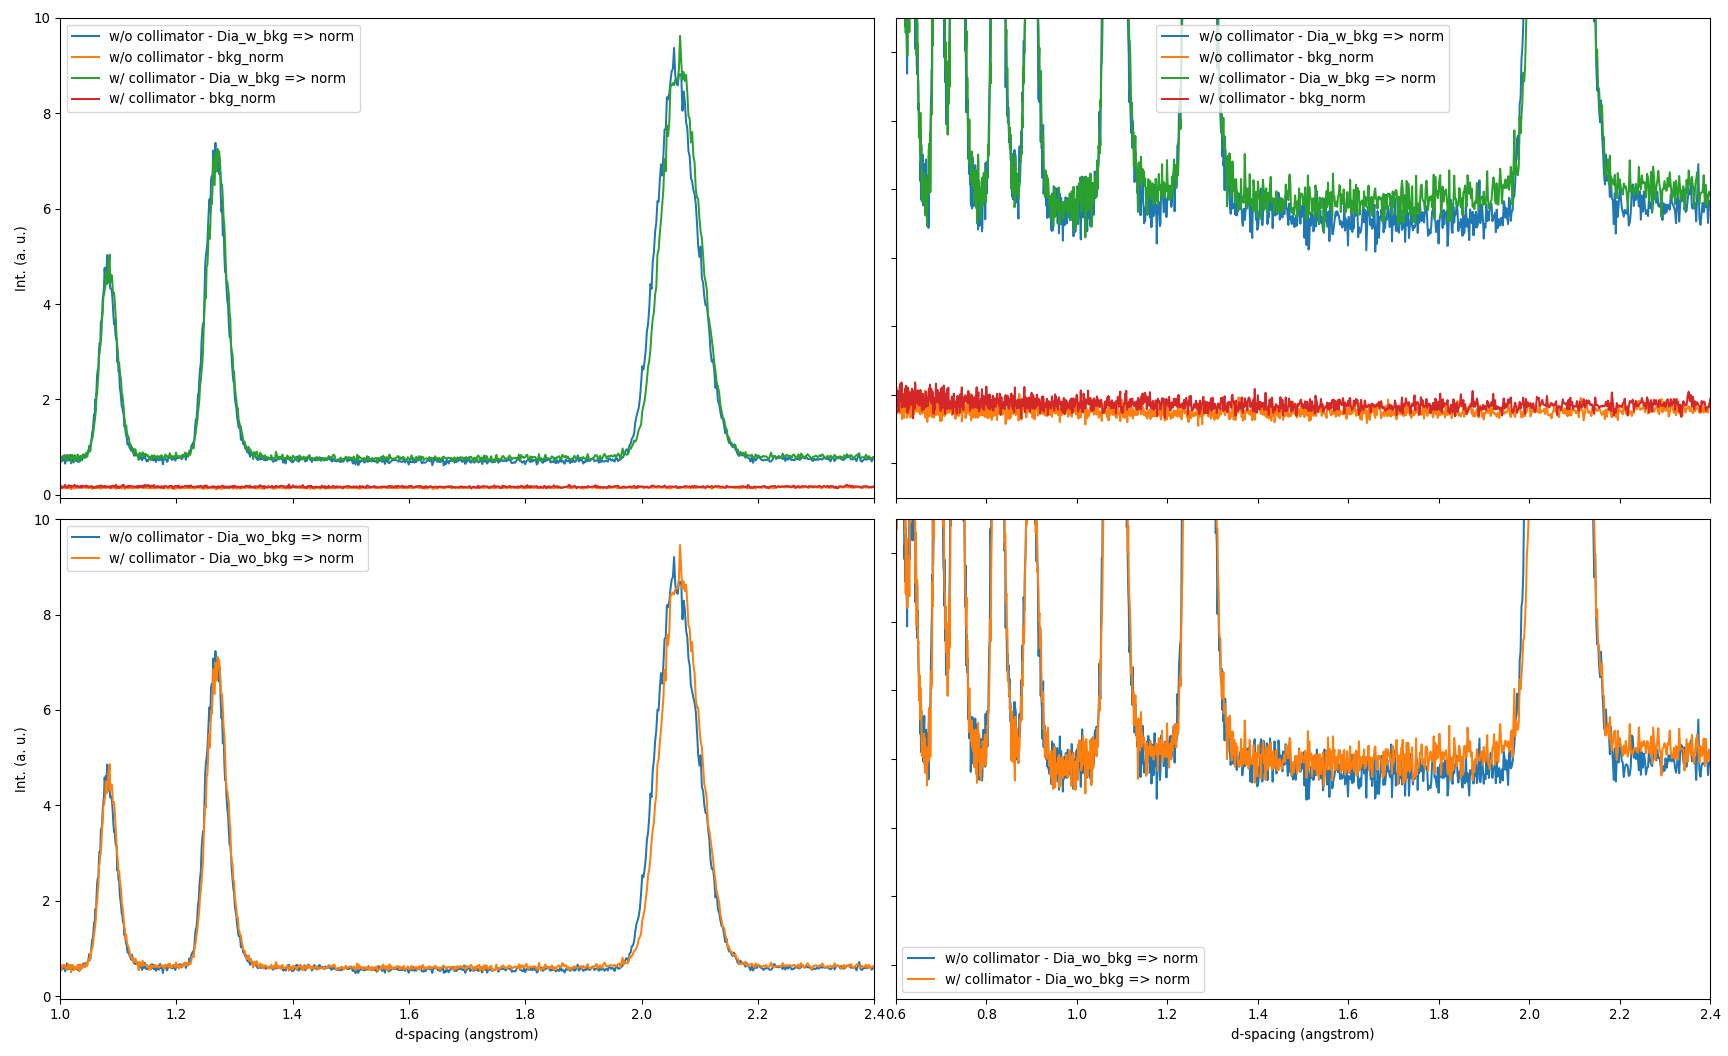 10
8
6
4
2
0
Int. (a. u.)
w/o collimator - Dia_w_bkg => norm
w/o collimator - bkg_norm
w/ collimator - Dia_w_bkg => norm
w/ collimator - bkg_norm
w/o collimator - Dia_w_bkg => norm
w/o collimator - bkg_norm
w/ collimator - Dia_w_bkg => norm
w/ collimator - bkg_norm
10
8
6
4
2
0
Int. (a. u.)
w/o collimator - Dia_wo_bkg => norm
w/ collimator - Dia_wo_bkg => norm
1.0 1.2 1.4 1.6 1.8 2.0 2.2 2.4
d-spacing (angstrom)
w/o collimator - Dia_wo_bkg => norm
w/ collimator - Dia_wo_bkg => norm
0.6 0.8 1.0 1.2 1.4 1.6 1.8 2.0 2.2 2.4
d-spacing (angstrom)